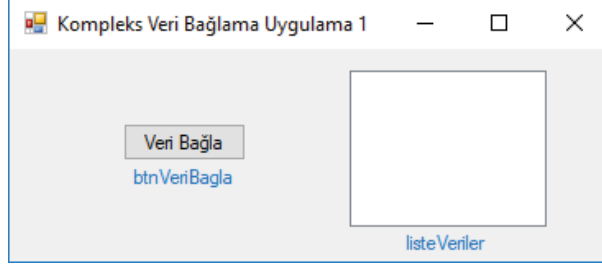 Kompleks Veri Bağlama Uygulama 1
Veri Bağla
btnVeriBagla
listeVeriler